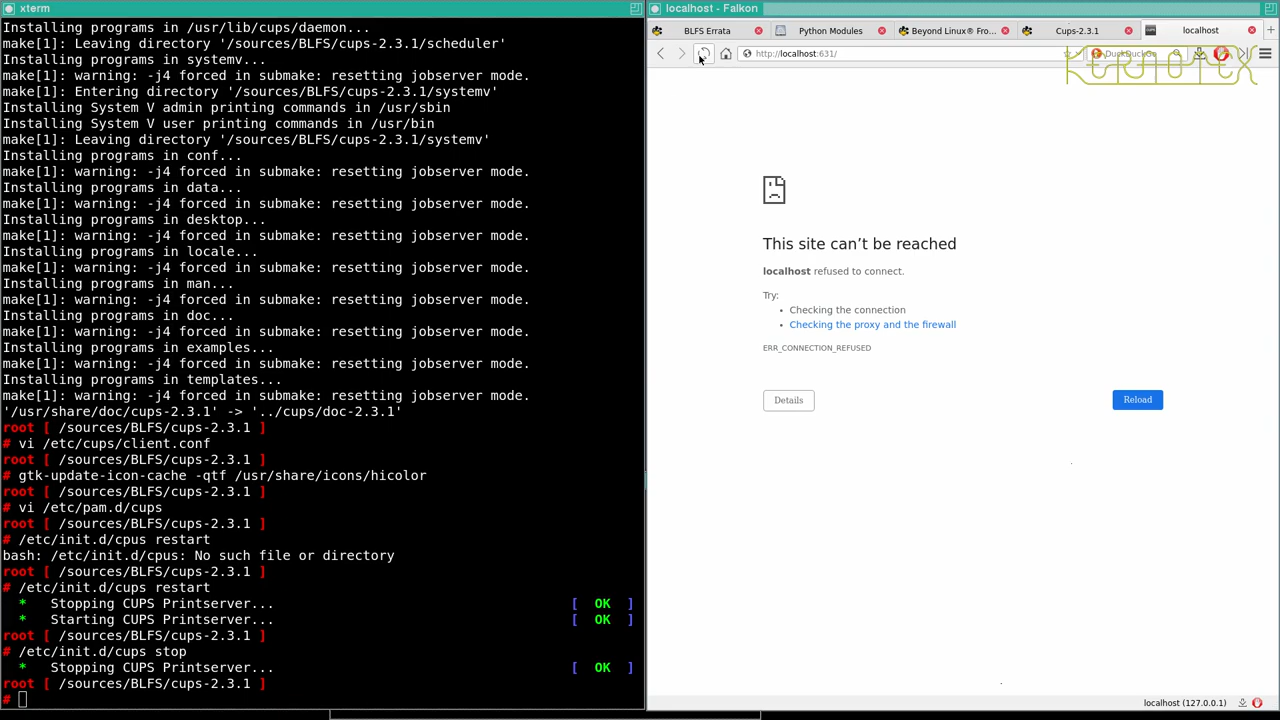 xterm
Installing programs in /usr/lib/cups/daemon...
make[1]: Leaving directory '/sources/BLFS/cups-2.3.1/scheduler'
Installing programs in systemv...
make[1]: warning: -j4 forced in submake: resetting jobserver mode.
make[1]: Entering directory '/sources/BLFS/cups-2.3.1/systemv'
Installing System V admin printing commands in /usr/sbin
Installing System V user printing commands in /usr/bin
make[1]: Leaving directory '/sources/BLFS/cups-2.3.1/systemv'
Installing programs in conf...
make[1]: warning: -j4 forced in submake: resetting jobserver mode.
Installing programs in data...
make[1]: warning: -j4 forced in submake: resetting jobserver mode.
Installing programs in desktop...
make[1]: warning: -j4 forced in submake: resetting jobserver mode.
Installing programs in locale...
make[1]: warning: -j4 forced in submake: resetting jobserver mode.
Installing programs in man...
make[1]: warning: -j4 forced in submake: resetting jobserver mode.
Installing programs in doc...
make[1]: warning: -j4 forced in submake: resetting jobserver mode.
Installing programs in examples...
make[1]: warning: -j4 forced in submake: resetting jobserver mode.
Installing programs in templates...
make[1]: warning: -j4 forced in submake: resetting jobserver mode.
'/usr/share/doc/cups-2.3.1' -> '../cups/doc-2.3.1'
root [ /sources/BLFS/cups-2.3.1 ]
# vi /etc/cups/client.conf
root [ /sources/BLFS/cups-2.3.1 ]
# gtk-update-icon-cache -qtf /usr/share/icons/hicolor
root [ /sources/BLFS/cups-2.3.1 ]
# vi /etc/pam.d/cups
root [ /sources/BLFS/cups-2.3.1 ]
# /etc/init.d/cpus restart
bash: /etc/init.d/cpus: No such file or directory
root [ /sources/BLFS/cups-2.3.1 ]
# /etc/init.d/cups restart
* Stopping CUPS Printserver... [ OK ]
* Starting CUPS Printserver... [ OK ]
root [ /sources/BLFS/cups-2.3.1 ]
# /etc/init.d/cups stop
* Stopping CUPS Printserver... [ OK ]
root [ /sources/BLFS/cups-2.3.1 ]
#
localhost - Falkon
BLFS Errata
Python Modules
Beyond Linux® Fro...
Cups-2.3.1
localhost
http://localhost:631/
DuckDuckGo
This site can't be reached
localhost refused to connect.
Try:
• Checking the connection
• Checking the proxy and the firewall
ERR_CONNECTION_REFUSED
Details
Reload
localhost (127.0.0.1)